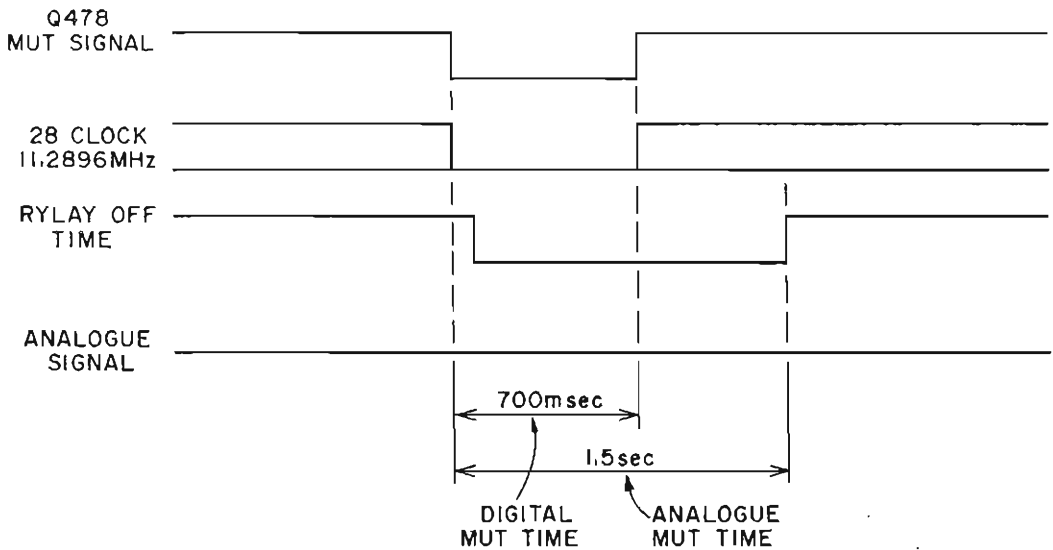 Q478
MUT SIGNAL
28 CLOCK
11.2896MHz
RYLAY OFF
TIME
ANALOGUE
SIGNAL
700msec
1.5sec
DIGITAL
MUT TIME
ANALOGUE
MUT TIME